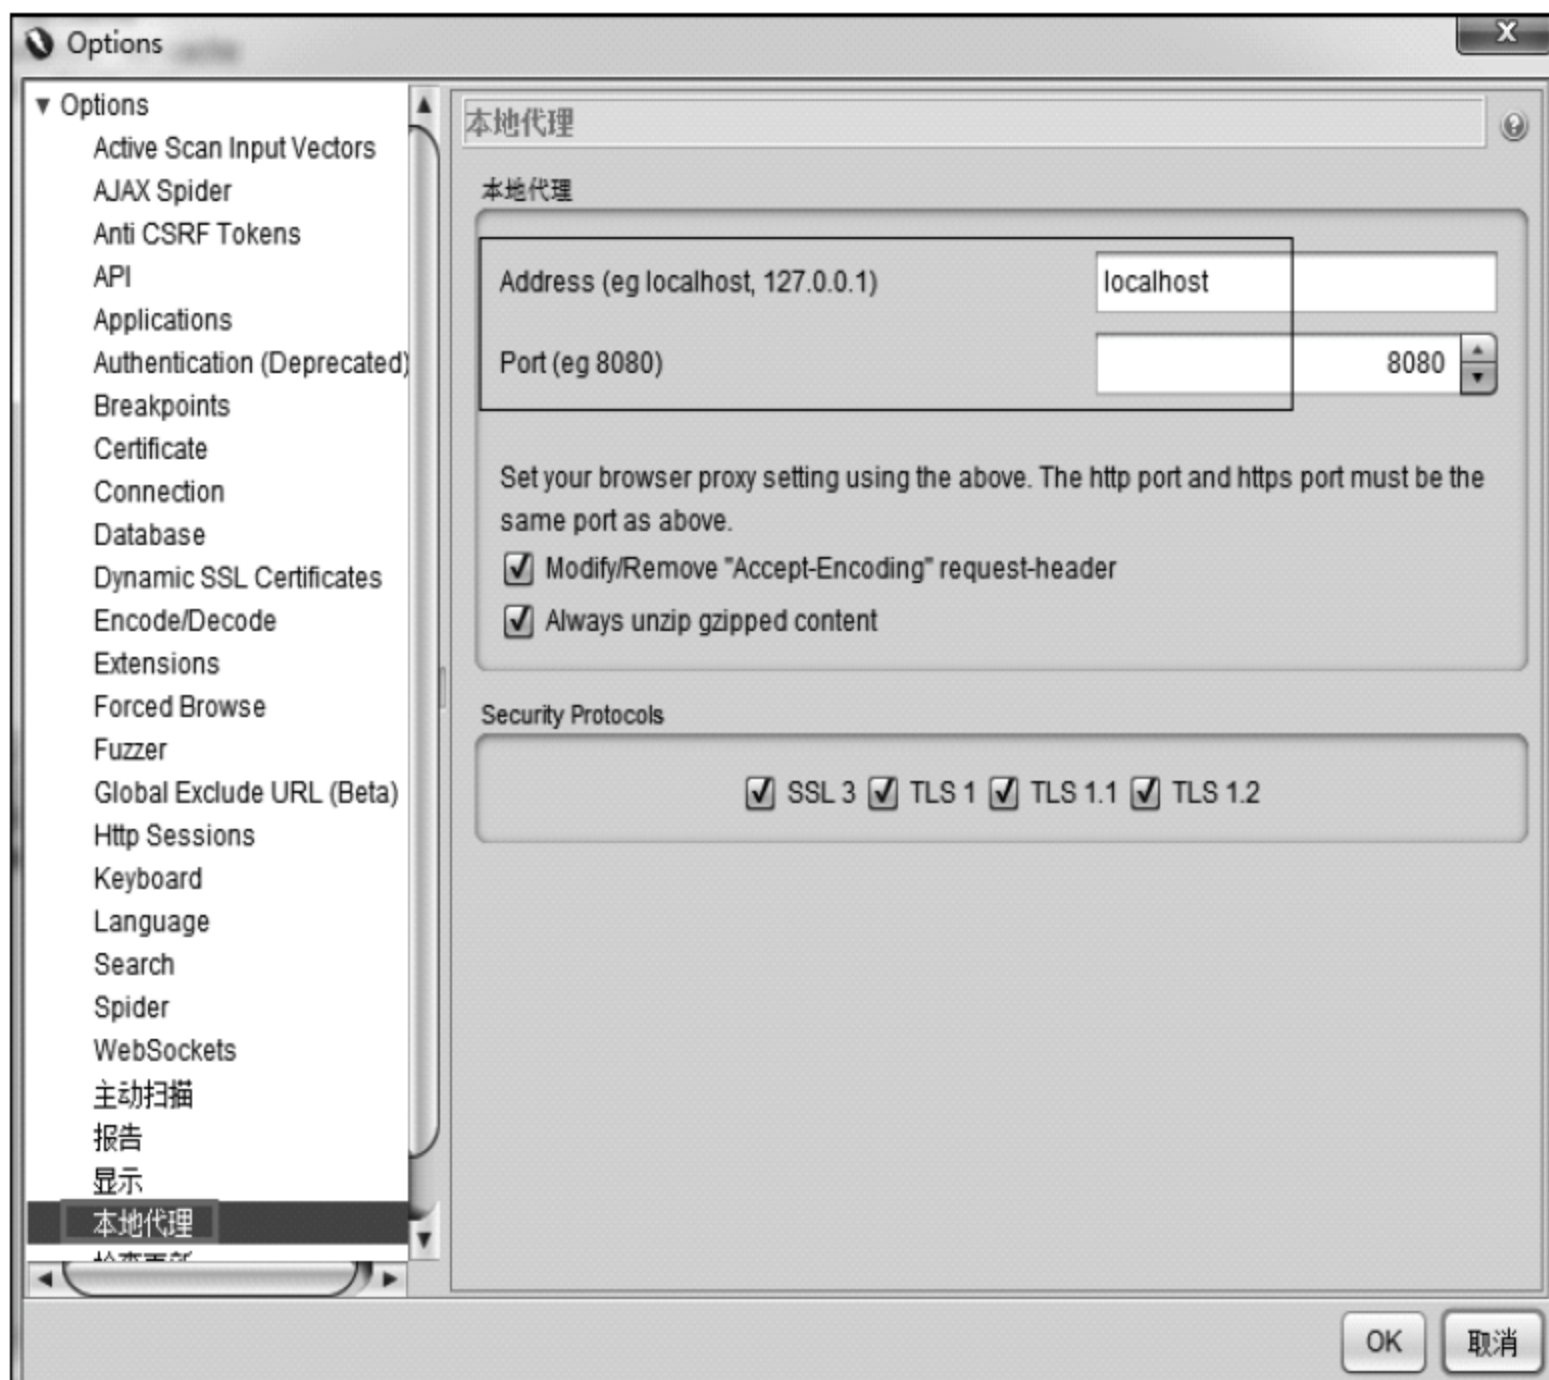 Options
X
Options
Active Scan Input Vectors
AJAX Spider
Anti CSRF Tokens
API
Applications
Authentication (Deprecated)
Breakpoints
Certificate
Connection
Database
Dynamic SSL Certificates
Encode/Decode
Extensions
Forced Browse
Fuzzer
Global Exclude URL (Beta)
Http Sessions
Keyboard
Language
Search
Spider
WebSockets
主动扫描
报告
显示
本地代理
本地代理
本地代理
Address (eg localhost, 127.0.0.1) localhost
Port (eg 8080) 8080
Set your browser proxy setting using the above. The http port and https port must be the
same port as above.
Modify/Remove "Accept-Encoding" request-header
Always unzip gzipped content
Security Protocols
SSL 3 TLS 1 TLS 1.1 TLS 1.2
OK 取消